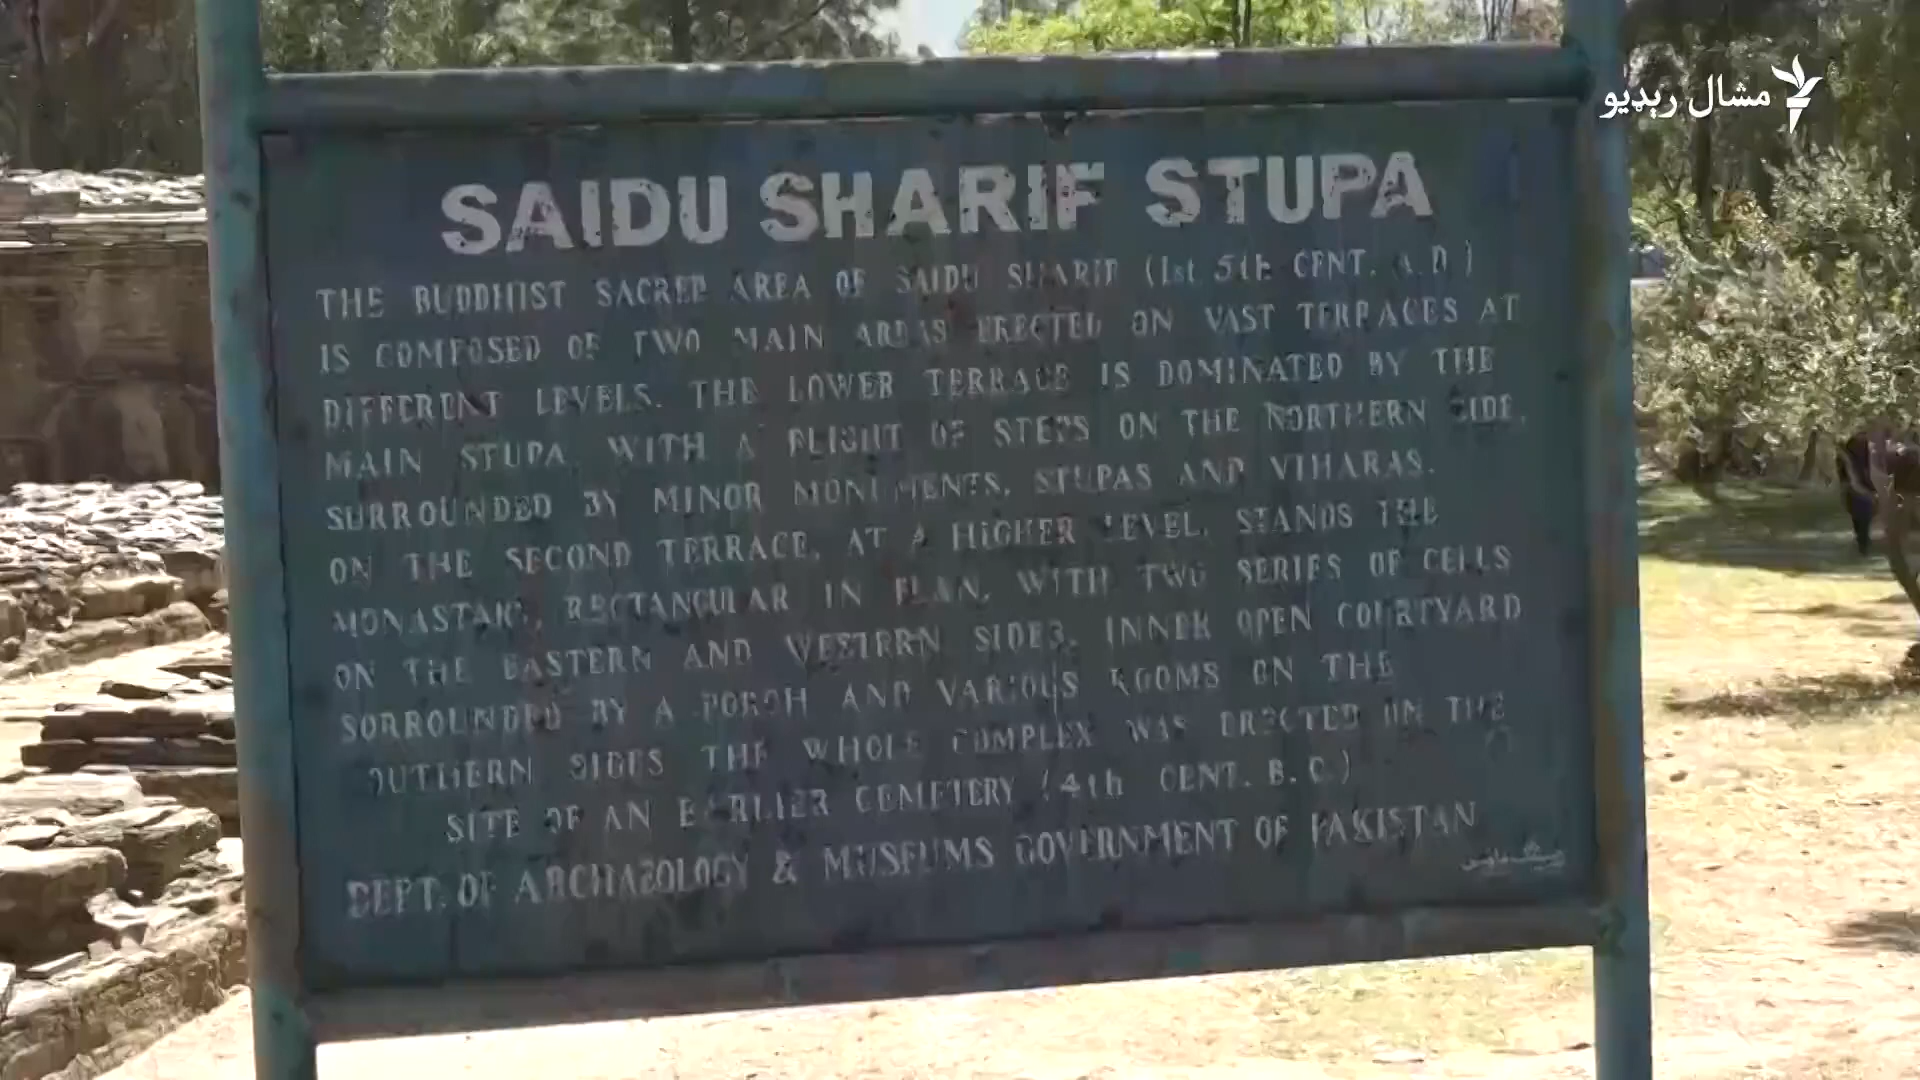 مشال رېډیو
SAIDU SHARIF STUPA
THE BUDDHIST SACRED AREA OF SAIDU SHARIF (1st 5th CENT. A.D)
IS COMPOSED OF TWO MAIN AREAS ERECTED ON VAST TERRACES AT
DIFFERENT LEVELS. THE LOWER TERRACE IS DOMINATED BY THE
MAIN STUPA WITH A FLIGHT OF STEPS ON THE NORTHERN SIDE,
SURROUNDED BY MINOR MONUMENTS, STUPAS AND VIHARAS.
ON THE SECOND TERRACE, AT A HIGHER LEVEL, STANDS THE
MONASTARY, RECTANGULAR IN PLAN, WITH TWO SERIES OF CELLS
ON THE EASTERN AND WESTERN SIDES, INNER OPEN COURTYARD
SORROUNDED BY A PORCH AND VARIOUS ROOMS ON THE
OUTHERN SIDES THE WHOLE COMPLEX WAS ERECTED ON THE
SITE OF AN EARLIER CEMETERY (4th CENT. B.C)
DEPT. OF ARCHAEOLOGY & MUSEUMS GOVERNMENT OF PAKISTAN